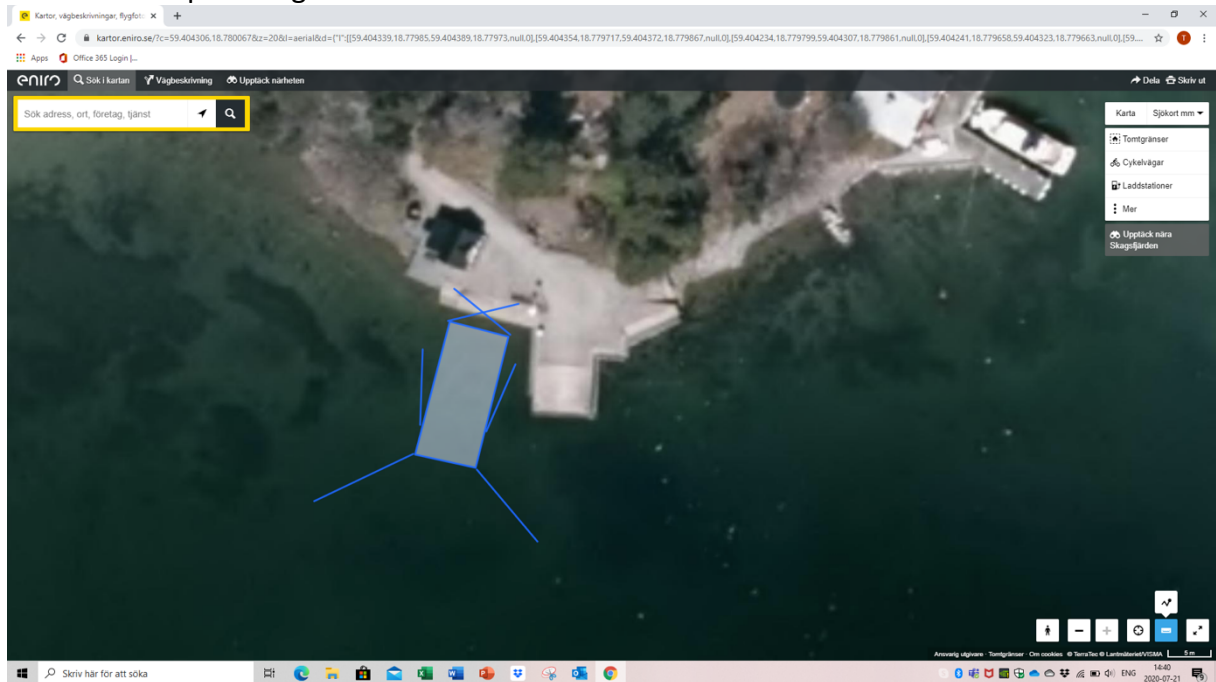 Kartor, vägbeskrivningar, flygfoto
kartor.eniro.se/?c=59.404306,18.780067&z=20&l=aerial&d={"1":[[59.404339,18.77985,59.404389,18.77973,null,0],[59.404354,18.779717,59.404372,18.779867,null,0],[59.404234,18.779799,59.404307,18.779861,null,0],[59.404241,18.779658,59.404323,18.779663,null,0],[59....
T
Apps Office 365 Login |...
eniro Sök i kartan Vägbeskrivning Upptäck närheten Dela Skriv ut
Sök adress, ort, företag, tjänst
Karta Sjökort mm
Tomtgränser
Cykelvägar
Laddstationer
Mer
Upptäck nära
Skagsfjärden
Ansvarig utgivare · Tomtgränser · Om cookies © TerraTec © Lantmäteriet/VISMA 5 m
Skriv här för att söka
ENG 14:40
2020-07-21